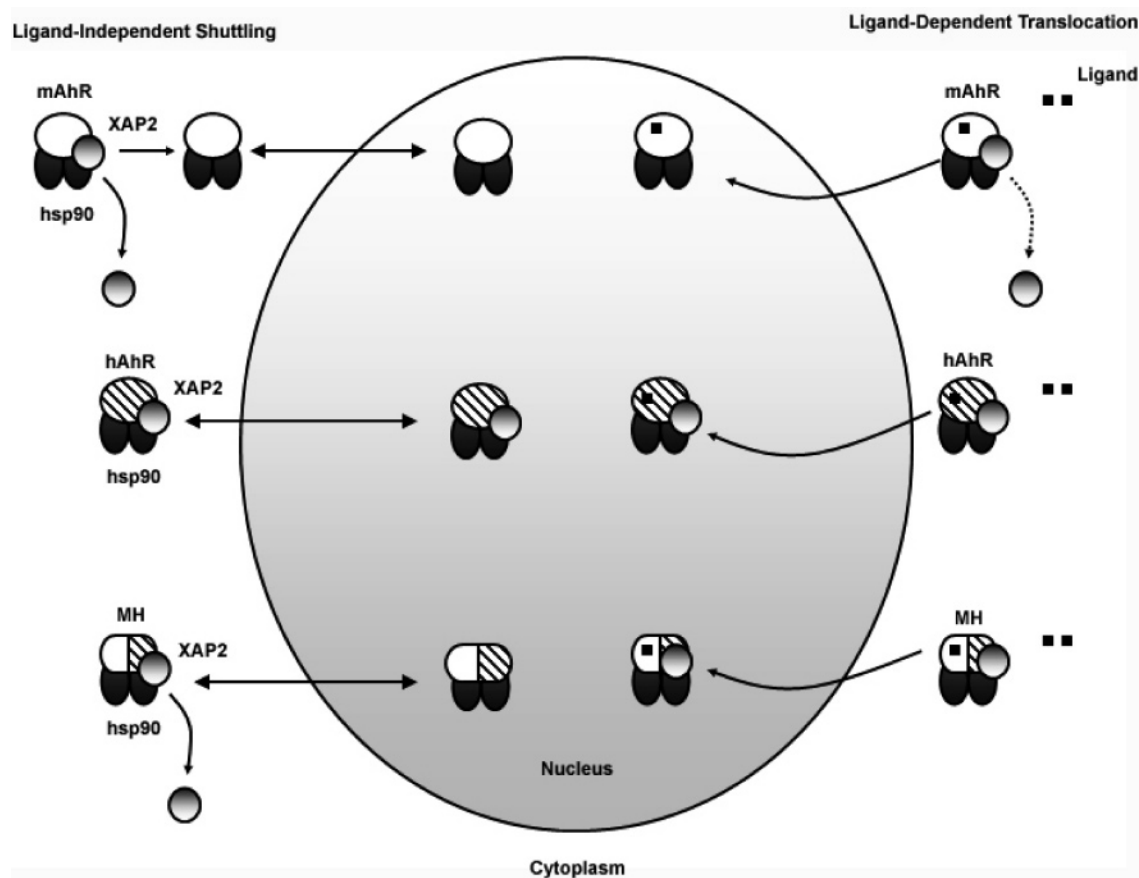 Ligand-Independent Shuttling
Ligand-Dependent Translocation
Ligand
mAhR
XAP2
hsp90
mAhR
hAhR
XAP2
hsp90
hAhR
MH
XAP2
hsp90
MH
Nucleus
Cytoplasm